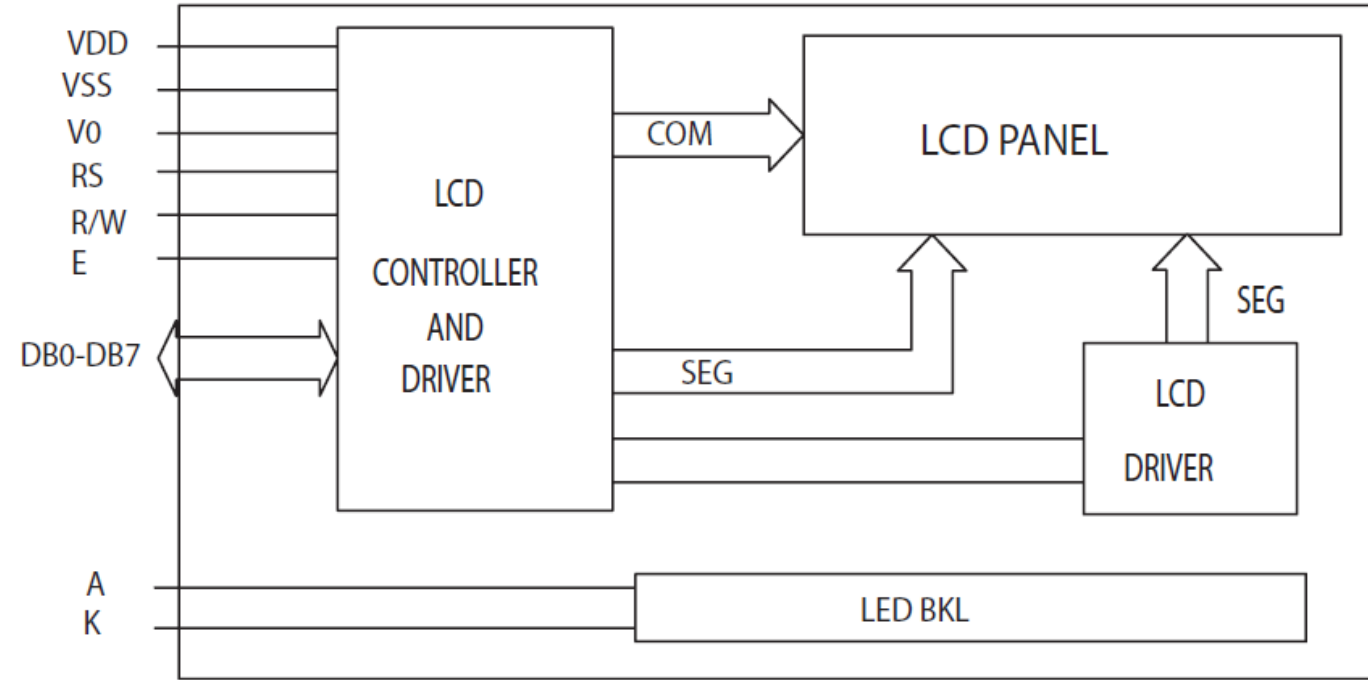 VDD
VSS
V0
RS
R/W
E
DB0-DB7
A
K
LCD
CONTROLLER
AND
DRIVER
COM
SEG
LCD PANEL
SEG
LCD
DRIVER
LED BKL